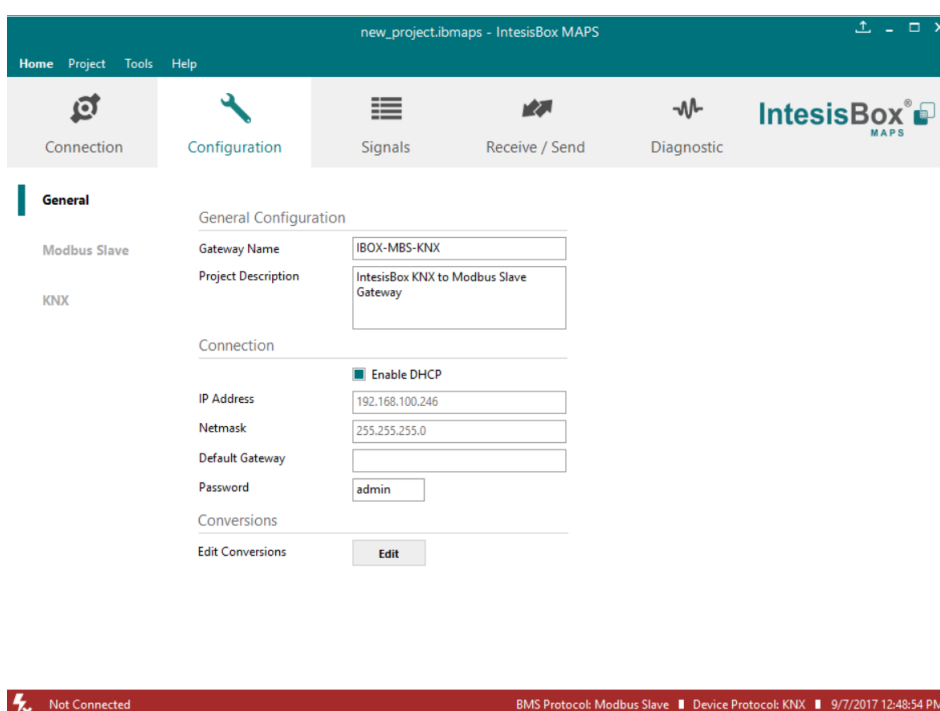 new_project.ibmaps - IntesisBox MAPS
Home Project Tools Help
Connection Configuration Signals Receive / Send Diagnostic
IntesisBox®
MAPS
General
Modbus Slave
KNX
General Configuration
Gateway Name IBOX-MBS-KNX
Project Description IntesisBox KNX to Modbus Slave
Gateway
Connection
Enable DHCP
IP Address 192.168.100.246
Netmask 255.255.255.0
Default Gateway
Password admin
Conversions
Edit Conversions Edit
Not Connected BMS Protocol: Modbus Slave Device Protocol: KNX 9/7/2017 12:48:54 PM